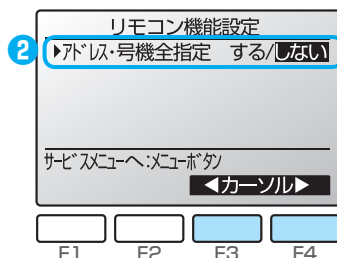 リモコン機能設定
❷ ▶アドレス・号機全指定 する/しない
サービスメニューへ:メニューボタン
◀カーソル▶
F1 F2 F3 F4